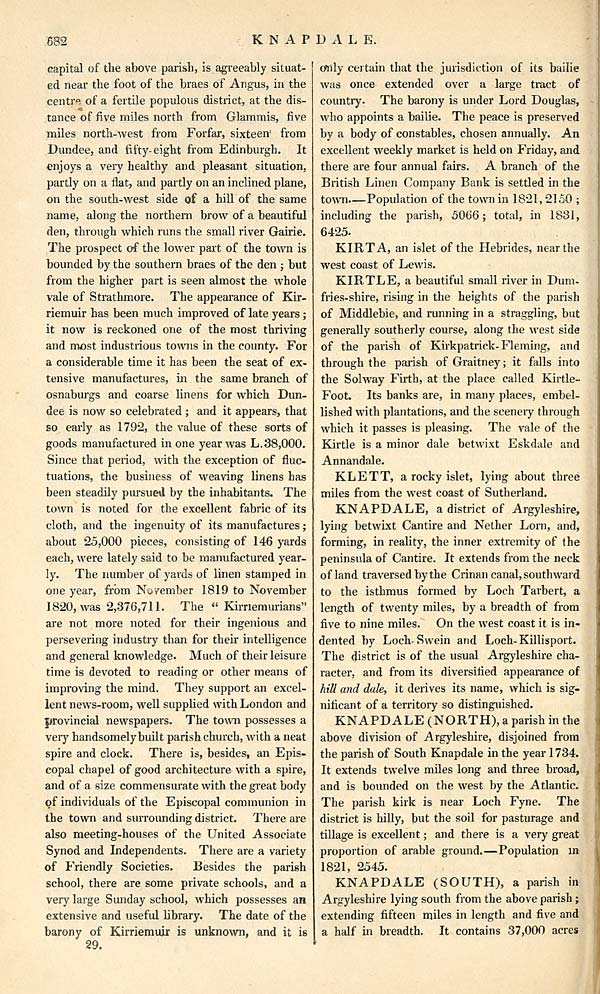 682
KNAPDALE.
capital of the above parish, is agreeably situat-
ed near the foot of the braes of Angus, in the
centre of a fertile populous district, at the dis-
tance of five miles north from Glammis, five
miles north-west from Forfar, sixteen from
Dundee, and fifty-eight from Edinburgh. It
enjoys a very healthy and pleasant situation,
partly on a flat, and partly on an inclined plane,
on the south-west side of a hill of the same
name, along the northern brow of a beautiful
den, through which runs the small river Gairie.
The prospect of the lower part of the town is
bounded by the southern braes of the den; but
from the higher part is seen almost the whole
vale of Strathmore. The appearance of Kir-
riemuir has been much improved of late years;
it now is reckoned one of the most thriving
and most industrious towns in the county. For
a considerable time it has been the seat of ex-
tensive manufactures, in the same branch of
osnaburgs and coarse linens for which Dun-
dee is now so celebrated; and it appears, that
so early as 1792, the value of these sorts of
goods manufactured in one year was L.38,000.
Since that period, with the exception of fluc-
tuations, the business of weaving linens has
been steadily pursued by the inhabitants. The
town is noted for the excellent fabric of its
cloth, and the ingenuity of its manufactures;
about 25,000 pieces, consisting of 146 yards
each, were lately said to be manufactured year-
ly. The number of yards of linen stamped in
one year, from November 1819 to November
1820, was 2,376,711. The “ Kirriemurians”
are not more noted for their ingenious and
persevering industry than for their intelligence
and general knowledge. Much of their leisure
time is devoted to reading or other means of
improving the mind. They support an excel-
lent news-room, well supplied with London and
provincial newspapers. The town possesses a
very handsomely built parish church, with a neat
spire and clock. There is, besides, an Epis-
copal chapel of good architecture with a spire,
and of a size commensurate with the great body
of individuals of the Episcopal communion in
the town and surrounding district. There are
also meeting-houses of the United Associate
Synod and Independents. There are a variety
of Friendly Societies. Besides the parish
school, there are some private schools, and a
very large Sunday school, which possesses an
extensive and useful library. The date of the
barony of Kirriemuir is unknown, and it is
29.
only certain that the jurisdiction of its bailie
was once extended over a large tract of
country. The barony is under Lord Douglas,
who appoints a bailie. The peace is preserved
by a body of constables, chosen annually. An
excellent weekly market is held on Friday, and
there are four annual fairs. A branch of the
British Linen Company Bank is settled in the
town.—Population of the town in 1821, 2150;
including the parish, 5066; total, in 1831,
6425.
KIRTA, an islet of the Hebrides, near the
west coast of Lewis.
KIRTLE, a beautiful small river in Dum-
fries-shire, rising in the heights of the parish
of Middlebie, and running in a straggling, but
generally southerly course, along the west side
of the parish of Kirkpatrick-Fleming, and
through the parish of Graitney; it falls into
the Solway Firth, at the place called Kirtle-
Foot. Its banks are, in many places, embel-
lished with plantations, and the scenery through
which it passes is pleasing. The vale of the
Kirtle is a minor dale betwixt Eskdale and
Annandale.
KLETT, a rocky islet, lying about three
miles from the west coast of Sutherland.
KNAPDALE, a district of Argyleshire,
lying betwixt Cantire and Nether Lorn, and,
forming, in reality, the inner extremity of the
peninsula of Cantire. It extends from the neck
of land traversed by the Crinan canal, southward
to the isthmus formed by Loch Tarbert, a
length of twenty miles, by a breadth of from
five to nine miles. On the west coast it is in-
dented by Loch-Swein and Loch-Killisport.
The district is of the usual Argyleshire cha-
racter, and from its diversified appearance of
hill and dale, it derives its name, which is sig-
nificant of a territory so distinguished.
KNAPDALE (NORTH), a parish in the
above division of Argyleshire, disjoined from
the parish of South Knapdale in the year 1734.
It extends twelve miles long and three broad,
and is bounded on the west by the Atlantic.
The parish kirk is near Loch Fyne. The
district is hilly, but the soil for pasturage and
tillage is excellent; and there is a very great
proportion of arable ground.—Population in
1821, 2545.
KNAPDALE (SOUTH), a parish in
Argyleshire lying south from the above parish;
extending fifteen miles in length and five and
a half in breadth. It contains 37,000 acres